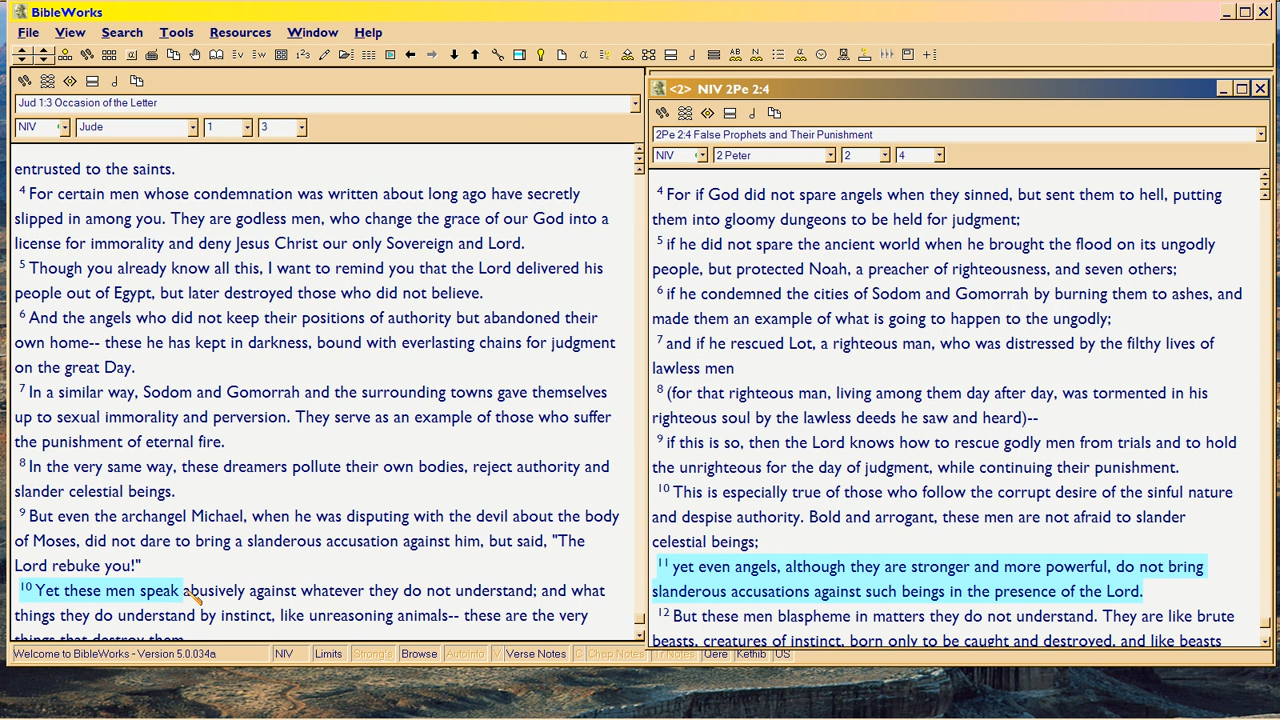 BibleWorks
File View Search Tools Resources Window Help
Jud 1:3 Occasion of the Letter
NIV Jude 1 3
entrusted to the saints.
4 For certain men whose condemnation was written about long ago have secretly
slipped in among you. They are godless men, who change the grace of our God into a
license for immorality and deny Jesus Christ our only Sovereign and Lord.
5 Though you already know all this, I want to remind you that the Lord delivered his
people out of Egypt, but later destroyed those who did not believe.
6 And the angels who did not keep their positions of authority but abandoned their
own home-- these he has kept in darkness, bound with everlasting chains for judgment
on the great Day.
7 In a similar way, Sodom and Gomorrah and the surrounding towns gave themselves
up to sexual immorality and perversion. They serve as an example of those who suffer
the punishment of eternal fire.
8 In the very same way, these dreamers pollute their own bodies, reject authority and
slander celestial beings.
9 But even the archangel Michael, when he was disputing with the devil about the body
of Moses, did not dare to bring a slanderous accusation against him, but said, "The
Lord rebuke you!"
10 Yet these men speak abusively against whatever they do not understand; and what
things they do understand by instinct, like unreasoning animals-- these are the very
things that destroy them.
<2> NIV 2Pe 2:4
2Pe 2:4 False Prophets and Their Punishment
NIV 2 Peter 2 4
4 For if God did not spare angels when they sinned, but sent them to hell, putting
them into gloomy dungeons to be held for judgment;
5 if he did not spare the ancient world when he brought the flood on its ungodly
people, but protected Noah, a preacher of righteousness, and seven others;
6 if he condemned the cities of Sodom and Gomorrah by burning them to ashes, and
made them an example of what is going to happen to the ungodly;
7 and if he rescued Lot, a righteous man, who was distressed by the filthy lives of
lawless men
8 (for that righteous man, living among them day after day, was tormented in his
righteous soul by the lawless deeds he saw and heard)--
9 if this is so, then the Lord knows how to rescue godly men from trials and to hold
the unrighteous for the day of judgment, while continuing their punishment.
10 This is especially true of those who follow the corrupt desire of the sinful nature
and despise authority. Bold and arrogant, these men are not afraid to slander
celestial beings;
11 yet even angels, although they are stronger and more powerful, do not bring
slanderous accusations against such beings in the presence of the Lord.
12 But these men blaspheme in matters they do not understand. They are like brute
beasts, creatures of instinct, born only to be caught and destroyed, and like beasts
Welcome to BibleWorks - Version 5.0.034a NIV Limits Strong's Browse AutoInfo V Verse Notes C Chap Notes Tr.Notes Qere Kethib US